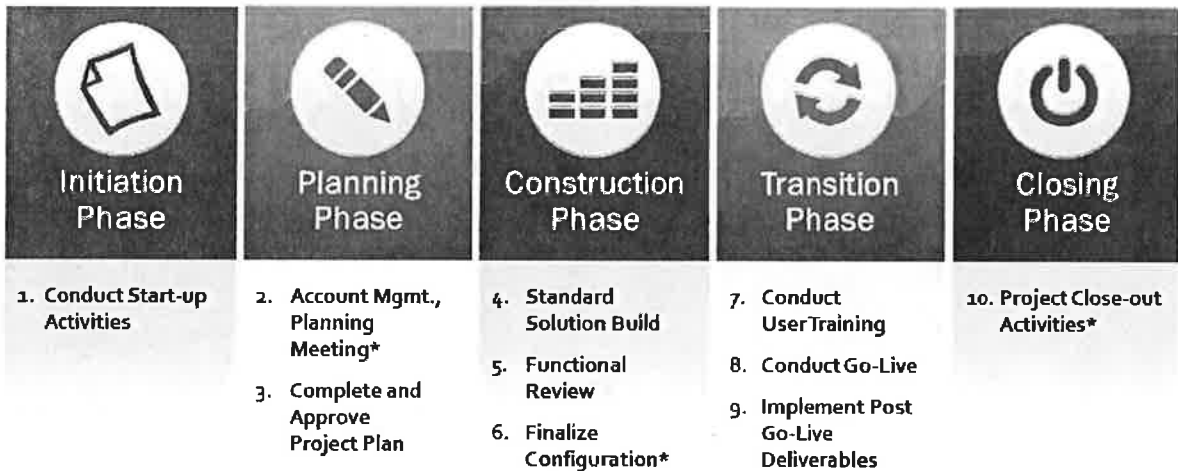 Initiation
Phase
Planning
Phase
Construction
Phase
Transition
Phase
Closing
Phase
1. Conduct Start-up
Activities
2. Account Mgmt.,
Planning
Meeting*
3. Complete and
Approve
Project Plan
4. Standard
Solution Build
5. Functional
Review
6. Finalize
Configuration*
7. Conduct
User Training
8. Conduct Go-Live
9. Implement Post
Go-Live
Deliverables
10. Project Close-out
Activities*